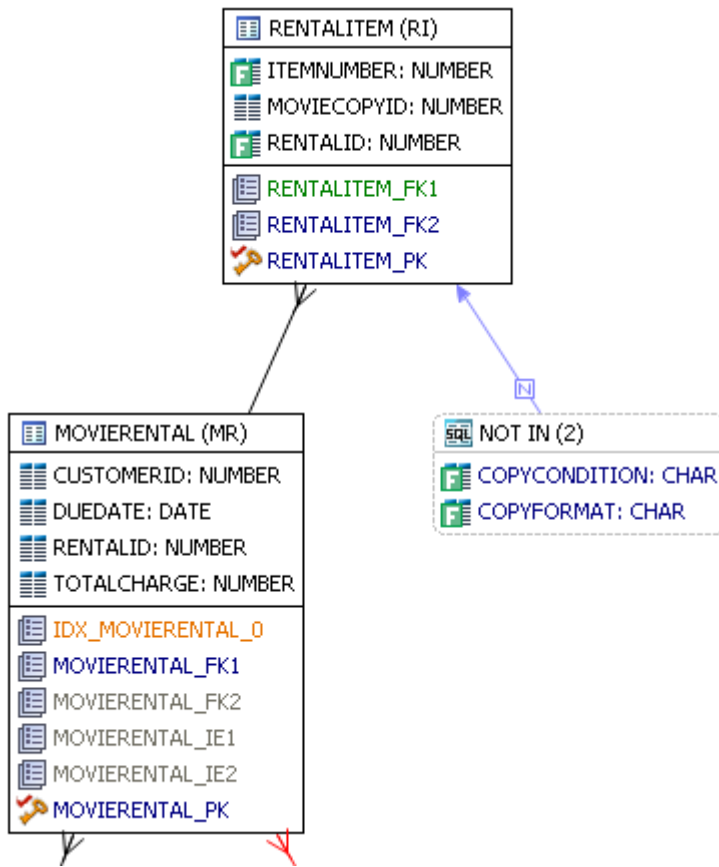 RENTALITEM (RI)
F ITEMNUMBER: NUMBER
MOVIECOPYID: NUMBER
F RENTALID: NUMBER
RENTALITEM_FK1
RENTALITEM_FK2
RENTALITEM_PK
N
MOVIERENTAL (MR)
CUSTOMERID: NUMBER
DUEDATE: DATE
RENTALID: NUMBER
TOTALCHARGE: NUMBER
IDX_MOVIERENTAL_0
MOVIERENTAL_FK1
MOVIERENTAL_FK2
MOVIERENTAL_IE1
MOVIERENTAL_IE2
MOVIERENTAL_PK
SQL NOT IN (2)
F COPYCONDITION: CHAR
F COPYFORMAT: CHAR